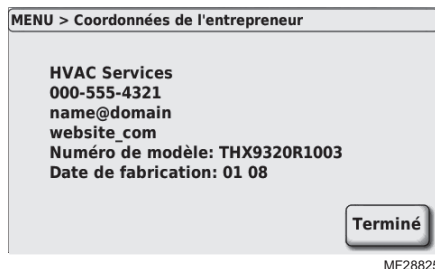 MENU > Coordonnées de l'entrepreneur
HVAC Services
000-555-4321
name@domain
website_com
Numéro de modèle: THX9320R1003
Date de fabrication: 01 08
Terminé
MF28825